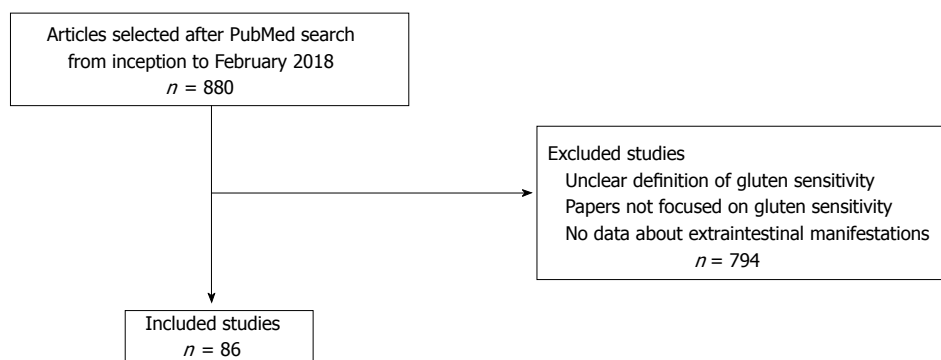 Articles selected after PubMed search
from inception to February 2018
n = 880
Excluded studies
Unclear definition of gluten sensitivity
Papers not focused on gluten sensitivity
No data about extraintestinal manifestations
n = 794
Included studies
n = 86